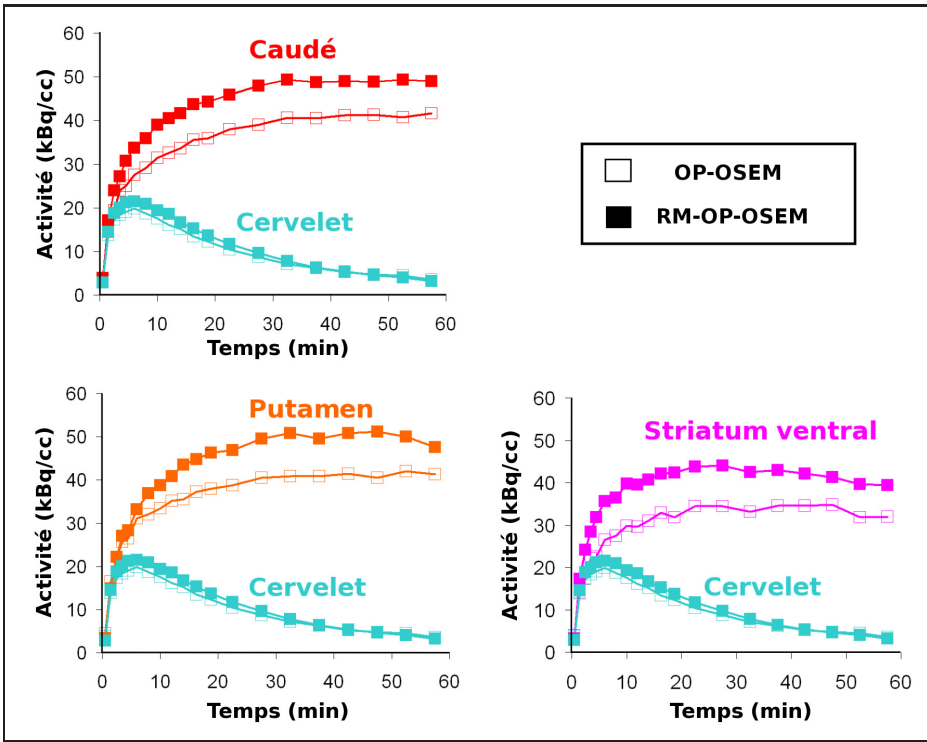 Caudé
Cervelet
Activité (kBq/cc)
60
50
40
30
20
10
0
0 10 20 30 40 50 60
Temps (min)
OP-OSEM
RM-OP-OSEM
Putamen
Cervelet
Activité (kBq/cc)
60
50
40
30
20
10
0
0 10 20 30 40 50 60
Temps (min)
Striatum ventral
Cervelet
Activité (kBq/cc)
60
50
40
30
20
10
0
0 10 20 30 40 50 60
Temps (min)